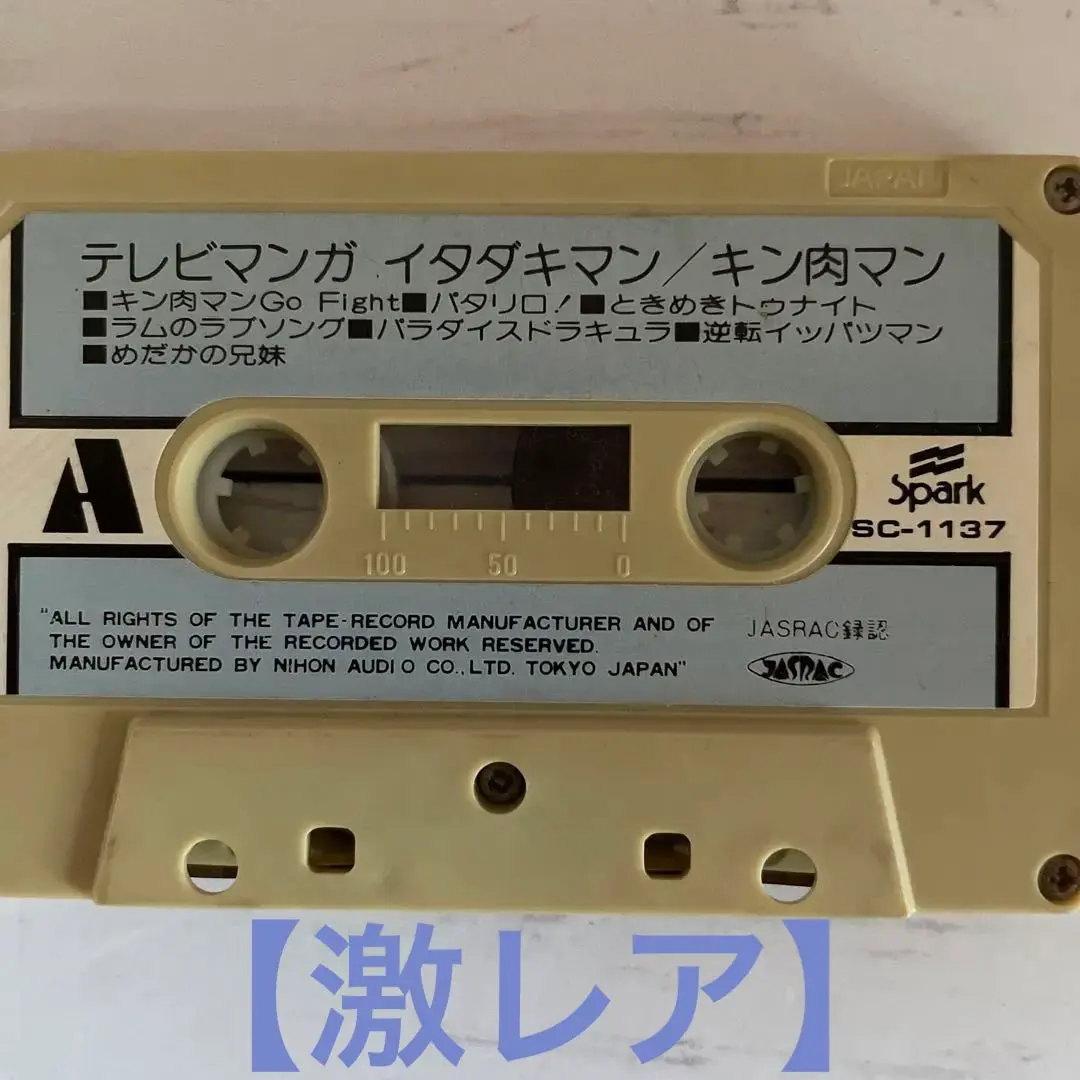 JAPAN
テレビマンガ イタダキマン/キン肉マン
■キン肉マンGo Fight■パタリロ!■ときめきトゥナイト
■ラムのラブソング■パラダイスドラキュラ■逆転イッパツマン
■めだかの兄妹
A
Spark
SC-1137
100 50 0
"ALL RIGHTS OF THE TAPE-RECORD MANUFACTURER AND OF
THE OWNER OF THE RECORDED WORK RESERVED.
MANUFACTURED BY NIHON AUDIO CO.,LTD. TOKYO JAPAN"
JASRAC録認
JASRAC
【激レア】